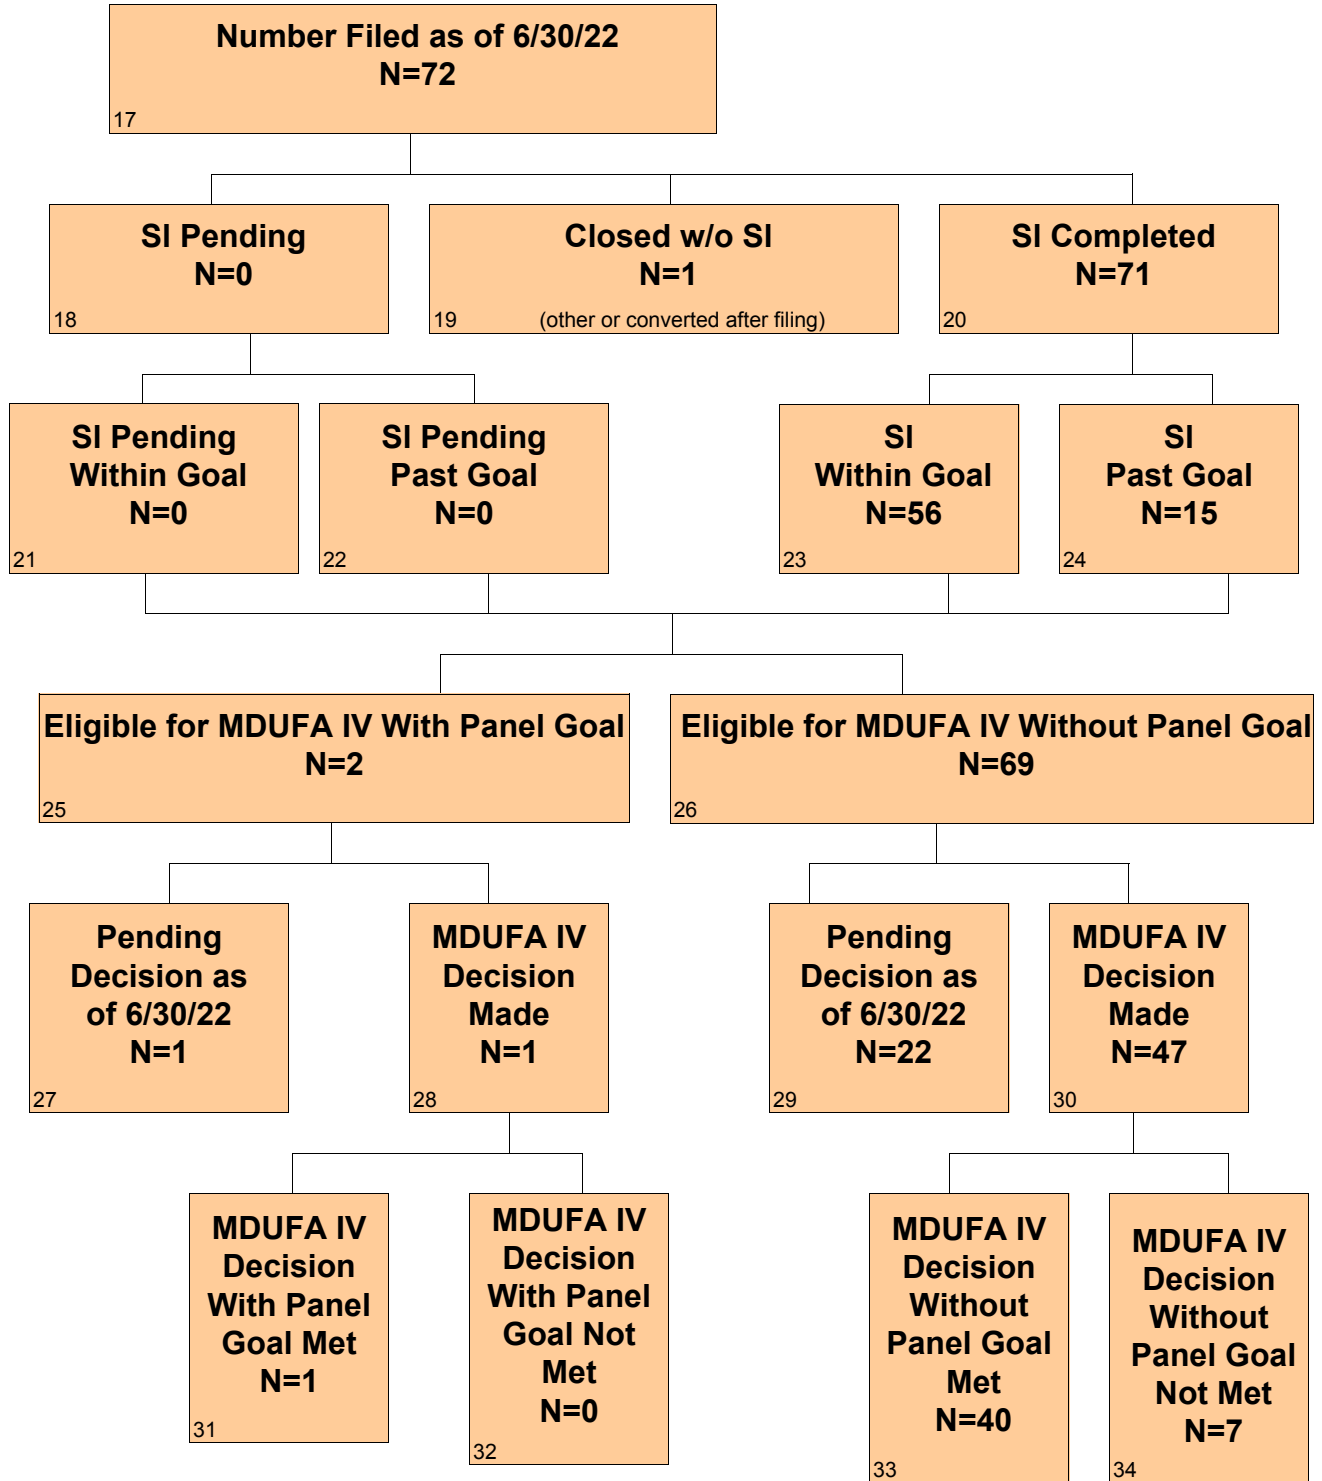 Number Filed as of 6/30/22
N=72
17
SI Pending
N=0
18
Closed w/o SI
N=1
19 (other or converted after filing)
SI Completed
N=71
20
SI Pending
Within Goal
N=0
21
SI Pending
Past Goal
N=0
22
SI
Within Goal
N=56
23
SI
Past Goal
N=15
24
Eligible for MDUFA IV With Panel Goal
N=2
25
Eligible for MDUFA IV Without Panel Goal
N=69
26
Pending
Decision as
of 6/30/22
N=1
27
MDUFA IV
Decision
Made
N=1
28
Pending
Decision as
of 6/30/22
N=22
29
MDUFA IV
Decision
Made
N=47
30
MDUFA IV
Decision
With Panel
Goal Met
N=1
31
MDUFA IV
Decision
With Panel
Goal Not
Met
N=0
32
MDUFA IV
Decision
Without
Panel Goal
Met
N=40
33
MDUFA IV
Decision
Without
Panel Goal
Not Met
N=7
34